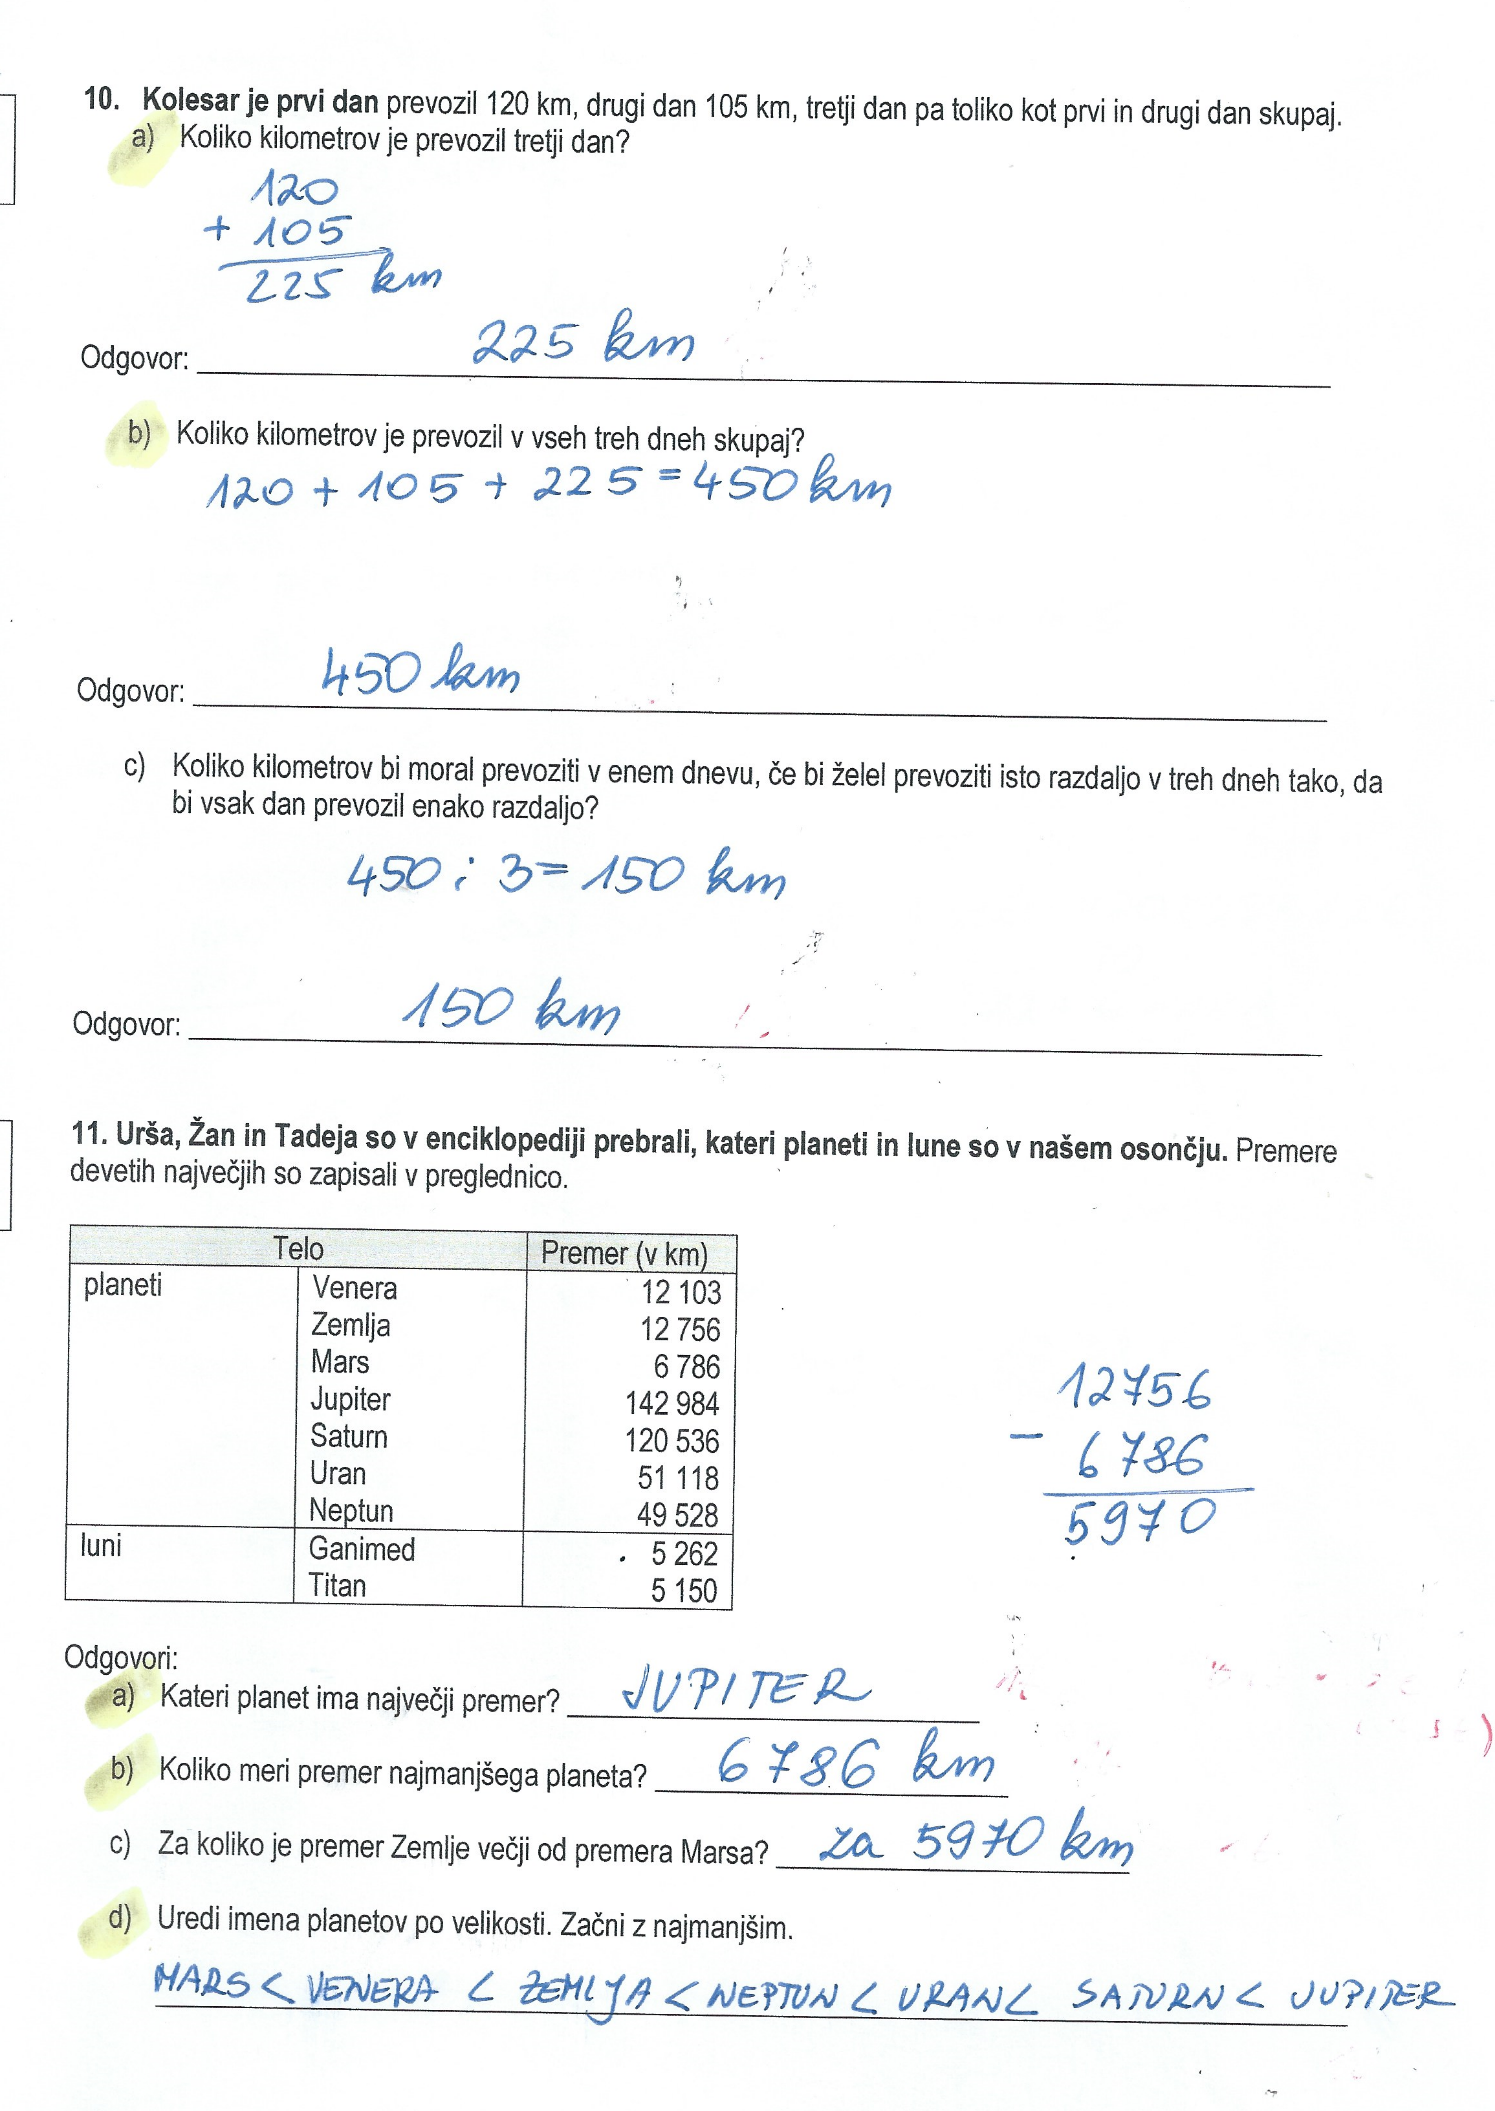 10. Kolesar je prvi dan prevozil 120 km, drugi dan 105 km, tretji dan pa toliko kot prvi in drugi dan skupaj.
a) Koliko kilometrov je prevozil tretji dan?
120
+ 105
225 km
Odgovor: 225 km
b) Koliko kilometrov je prevozil v vseh treh dneh skupaj?
120 + 105 + 225 = 450 km
Odgovor: 450 km
c) Koliko kilometrov bi moral prevoziti v enem dnevu, če bi želel prevoziti isto razdaljo v treh dneh tako, da
bi vsak dan prevozil enako razdaljo?
450 : 3 = 150 km
Odgovor: 150 km
11. Urša, Žan in Tadeja so v enciklopediji prebrali, kateri planeti in lune so v našem osončju. Premere
devetih največjih so zapisali v preglednico.
Telo Premer (v km)
planeti Venera 12 103
Zemlja 12 756
Mars 6 786
Jupiter 142 984
Saturn 120 536
Uran 51 118
Neptun 49 528
luni Ganimed 5 262
Titan 5 150
12756
- 6786
5970
Odgovori:
a) Kateri planet ima največji premer? JUPITER
b) Koliko meri premer najmanjšega planeta? 6786 km
c) Za koliko je premer Zemlje večji od premera Marsa? za 5970 km
d) Uredi imena planetov po velikosti. Začni z najmanjšim.
MARS < VENERA < ZEMLJA < NEPTUN < URAN < SATURN < JUPITER